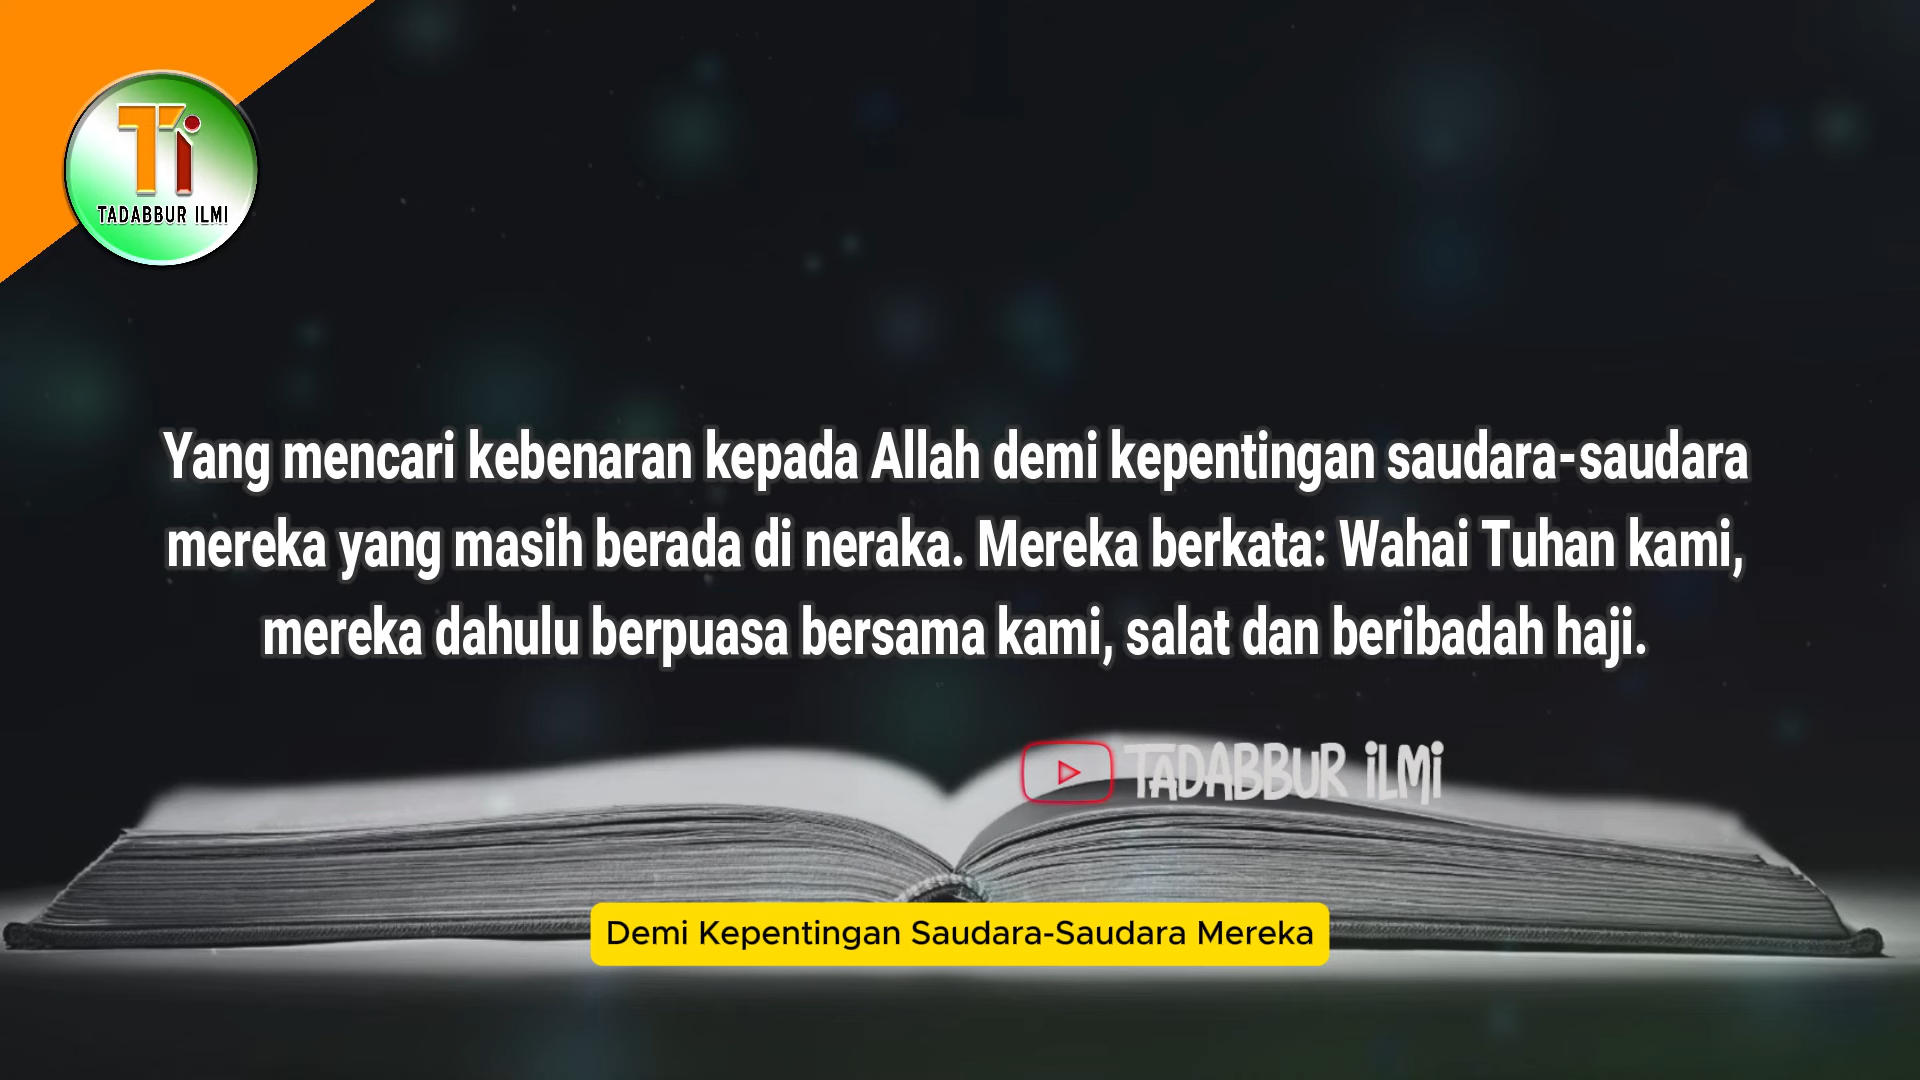 Ti
TADABBUR ILMI
Yang mencari kebenaran kepada Allah demi kepentingan saudara-saudara
mereka yang masih berada di neraka. Mereka berkata: Wahai Tuhan kami,
mereka dahulu berpuasa bersama kami, salat dan beribadah haji.
TADABBUR iLMi
Demi Kepentingan Saudara-Saudara Mereka